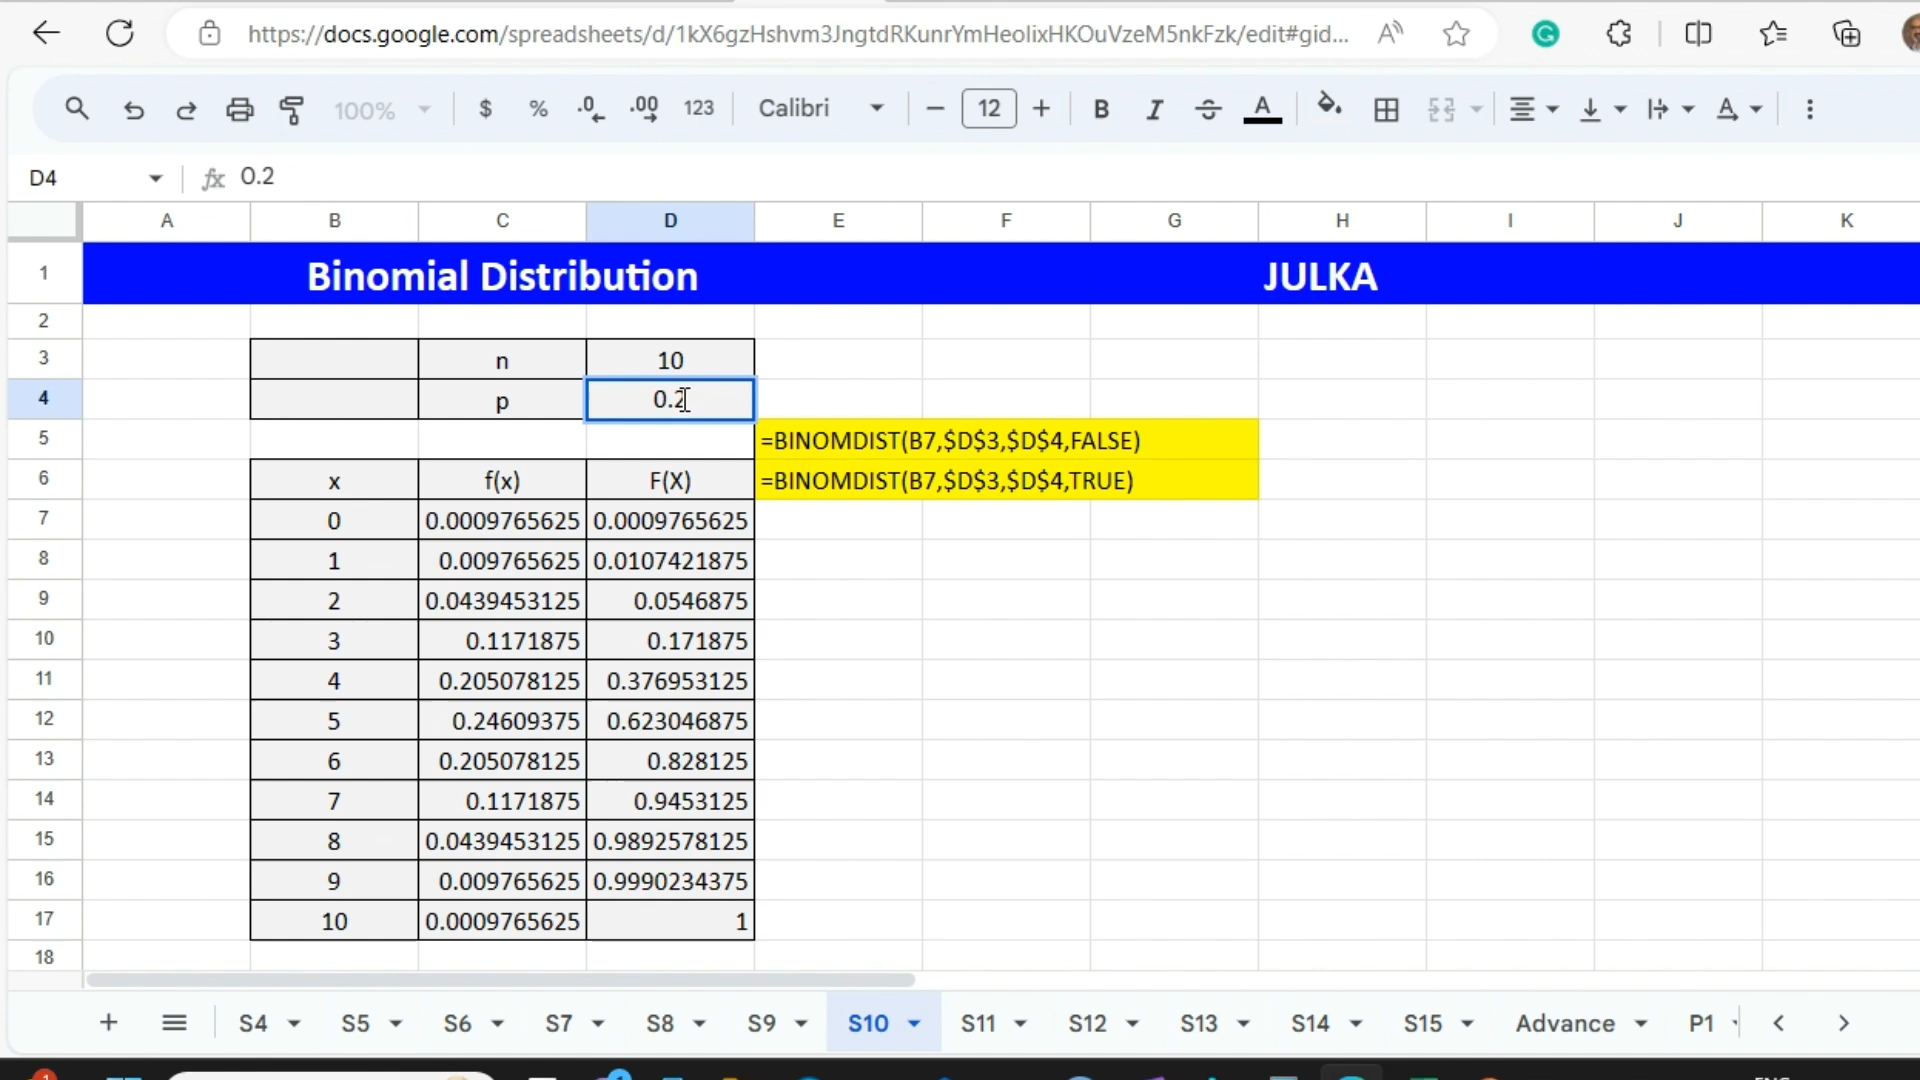 https://docs.google.com/spreadsheets/d/1kX6gzHshvm3JngtdRKunrYmHeoIixHKOuVzeM5nkFzk/edit#gid...
100% $ % .0 .00 123 Calibri 12 B I S A
D4 fx 0.2
A B C D E F G H I J K
1 Binomial Distribution JULKA
2
3 n 10
4 p 0.2
5 =BINOMDIST(B7,$D$3,$D$4,FALSE)
6 x f(x) F(X) =BINOMDIST(B7,$D$3,$D$4,TRUE)
7 0 0.0009765625 0.0009765625
8 1 0.009765625 0.0107421875
9 2 0.0439453125 0.0546875
10 3 0.1171875 0.171875
11 4 0.205078125 0.376953125
12 5 0.24609375 0.623046875
13 6 0.205078125 0.828125
14 7 0.1171875 0.9453125
15 8 0.0439453125 0.9892578125
16 9 0.009765625 0.9990234375
17 10 0.0009765625 1
18
S4 S5 S6 S7 S8 S9 S10 S11 S12 S13 S14 S15 Advance P1